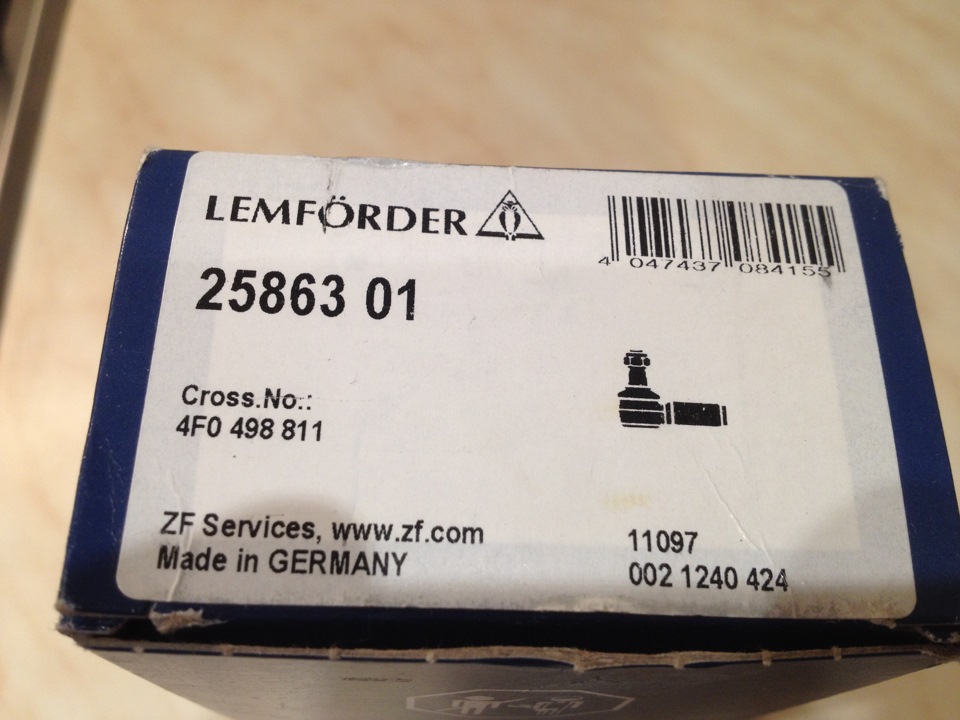 LEMFÖRDER
4 047437 084155
25863 01
Cross.No.:
4F0 498 811
ZF Services, www.zf.com
Made in GERMANY
11097
002 1240 424